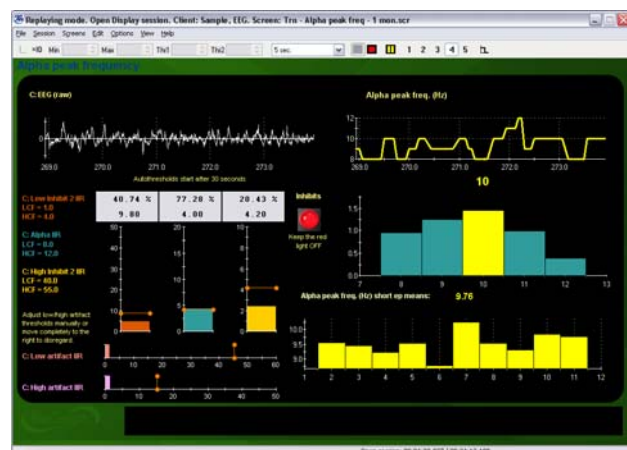 Replaying mode. Open Display session. Client: Sample, EEG. Screen: Trn - Alpha peak freq - 1 mon.scr
File Session Screens Edit Options View Help
Min Max Thr1 Thr2 5 sec. 1 2 3 4 5
Alpha peak frequency
C: EEG (raw)
Alpha peak freq. (Hz)
0
12
10
8
269.0 270.0 271.0 272.0 273.0
269.0 270.0 271.0 272.0 273.0
Autothresholds start after 30 seconds
10
C: Low Inhibit 2 IIR
LCF = 1.0
HCF = 4.0
40.74 % 77.20 % 20.43 %
9.00 4.00 4.20
Inhibits
Keep the red
light OFF
C: Alpha IIR
LCF = 8.0
HCF = 12.0
C: High Inhibit 2 IIR
LCF = 40.0
HCF = 56.0
50 40 30 20 10 0
20 15 10 5 0
10 8 6 4 2 0
1.5
1.0
0.5
0.0
7 8 9 10 11 12 13
Adjust low/high artifact
thresholds manually or
move completely to the
right to disregard.
Alpha peak freq. (Hz) short ep means: 9.76
10.0
9.5
9.0
1 2 3 4 5 6 7 8 9 10 11 12
C: Low artifact IIR
0 10 20 30 40 50 60
C: High artifact IIR
0 10 20 30 40 50